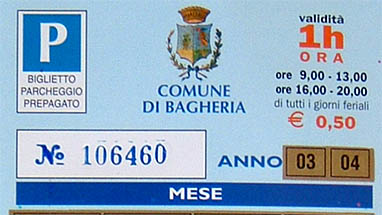 P
BIGLIETTO
PARCHEGGIO
PREPAGATO
COMUNE
DI BAGHERIA
validità
1h
ORA
ore 9,00 - 13,00
ore 16,00 - 20,00
di tutti i giorni feriali
€ 0,50
№ 106460
ANNO 03 04
MESE